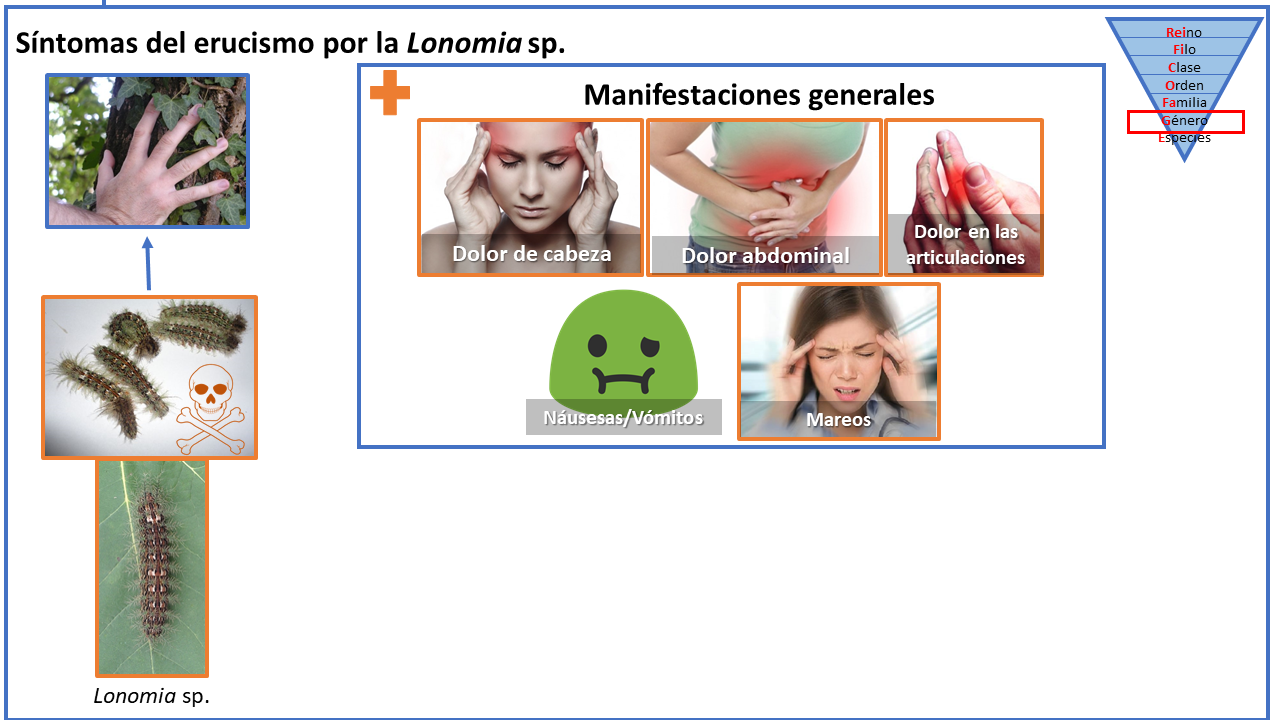 Síntomas del erucismo por la Lonomia sp.
Reino
Filo
Clase
Orden
Familia
Género
Especies
Manifestaciones generales
Dolor de cabeza
Dolor abdominal
Dolor en las
articulaciones
Náusesas/Vómitos
Mareos
Lonomia sp.